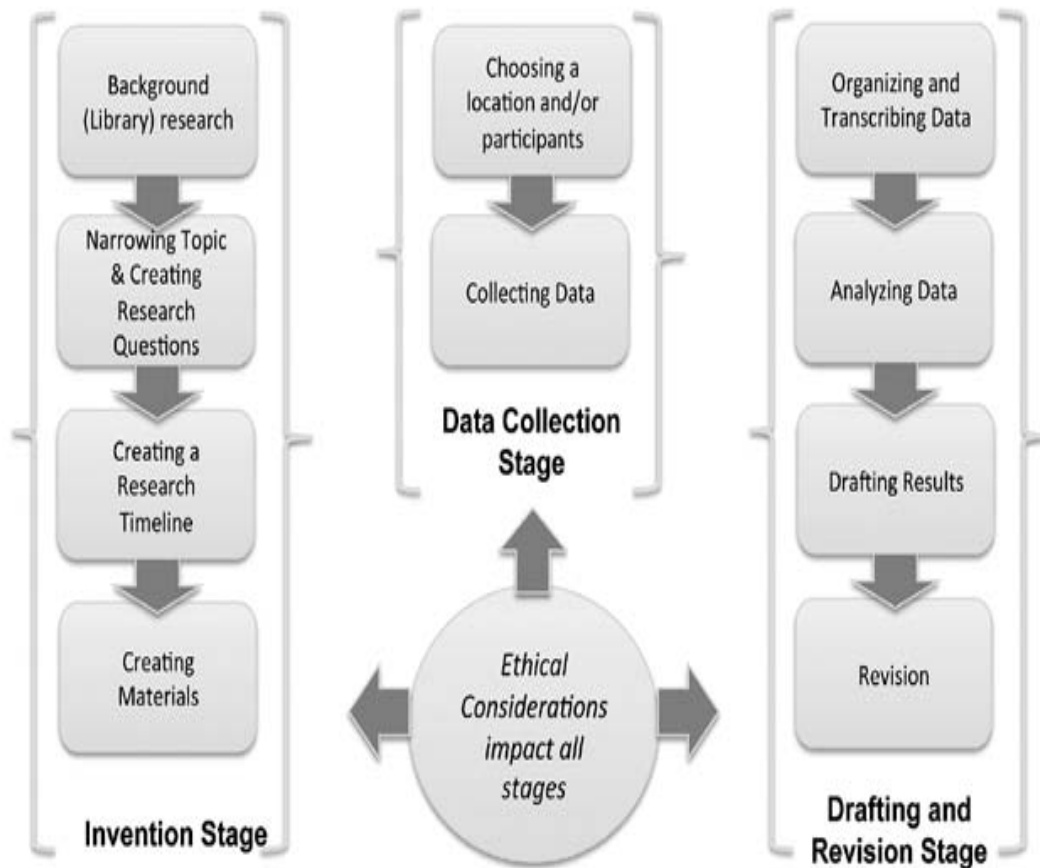 Background
(Library) research
Narrowing Topic
& Creating
Research
Questions
Creating a
Research
Timeline
Creating
Materials
Invention Stage
Choosing a
location and/or
participants
Collecting Data
Data Collection
Stage
Ethical
Considerations
impact all
stages
Organizing and
Transcribing Data
Analyzing Data
Drafting Results
Revision
Drafting and
Revision Stage